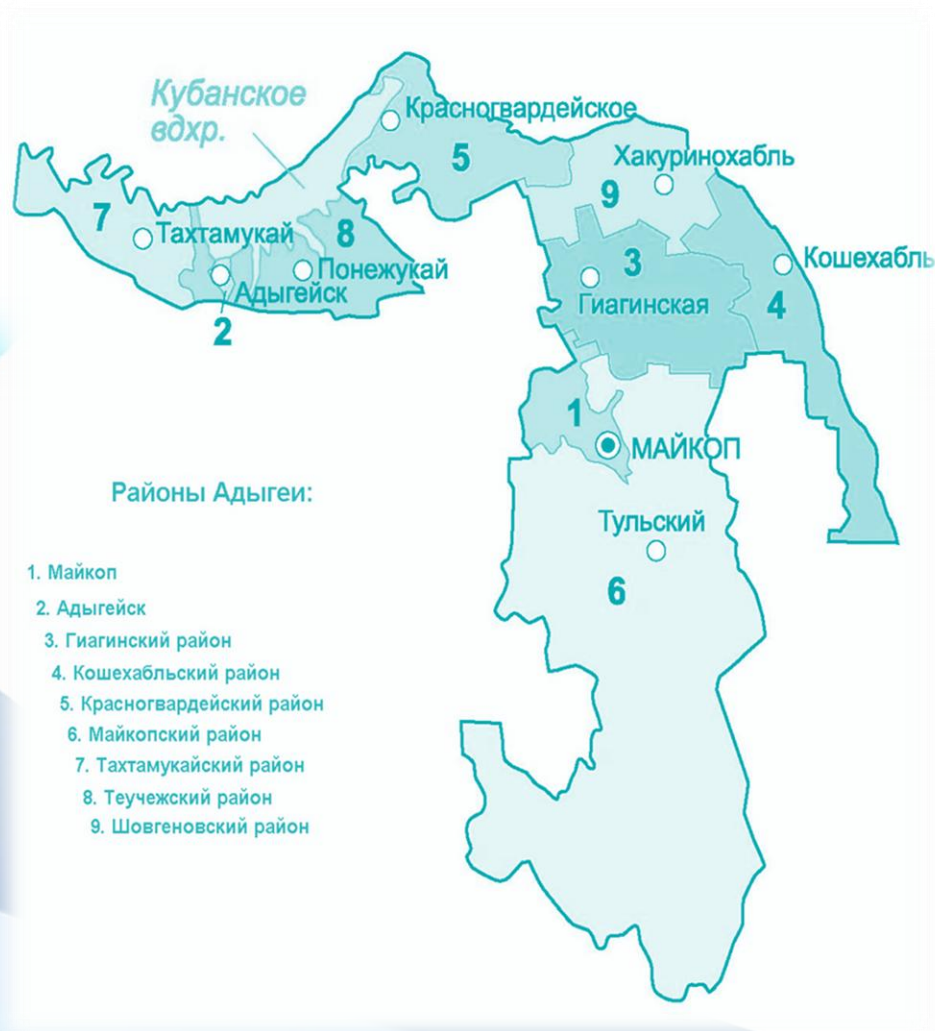 Кубанское
вдхр.
Красногвардейское
5
Хакуринохабль
9
7
Тахтамукай
8
Понежукай
Адыгейск
2
3
Гиагинская
Кошехабль
4
1
МАЙКОП
Тульский
6
Районы Адыгеи:
1. Майкоп
2. Адыгейск
3. Гиагинский район
4. Кошехабльский район
5. Красногвардейский район
6. Майкопский район
7. Тахтамукайский район
8. Теучежский район
9. Шовгеновский район